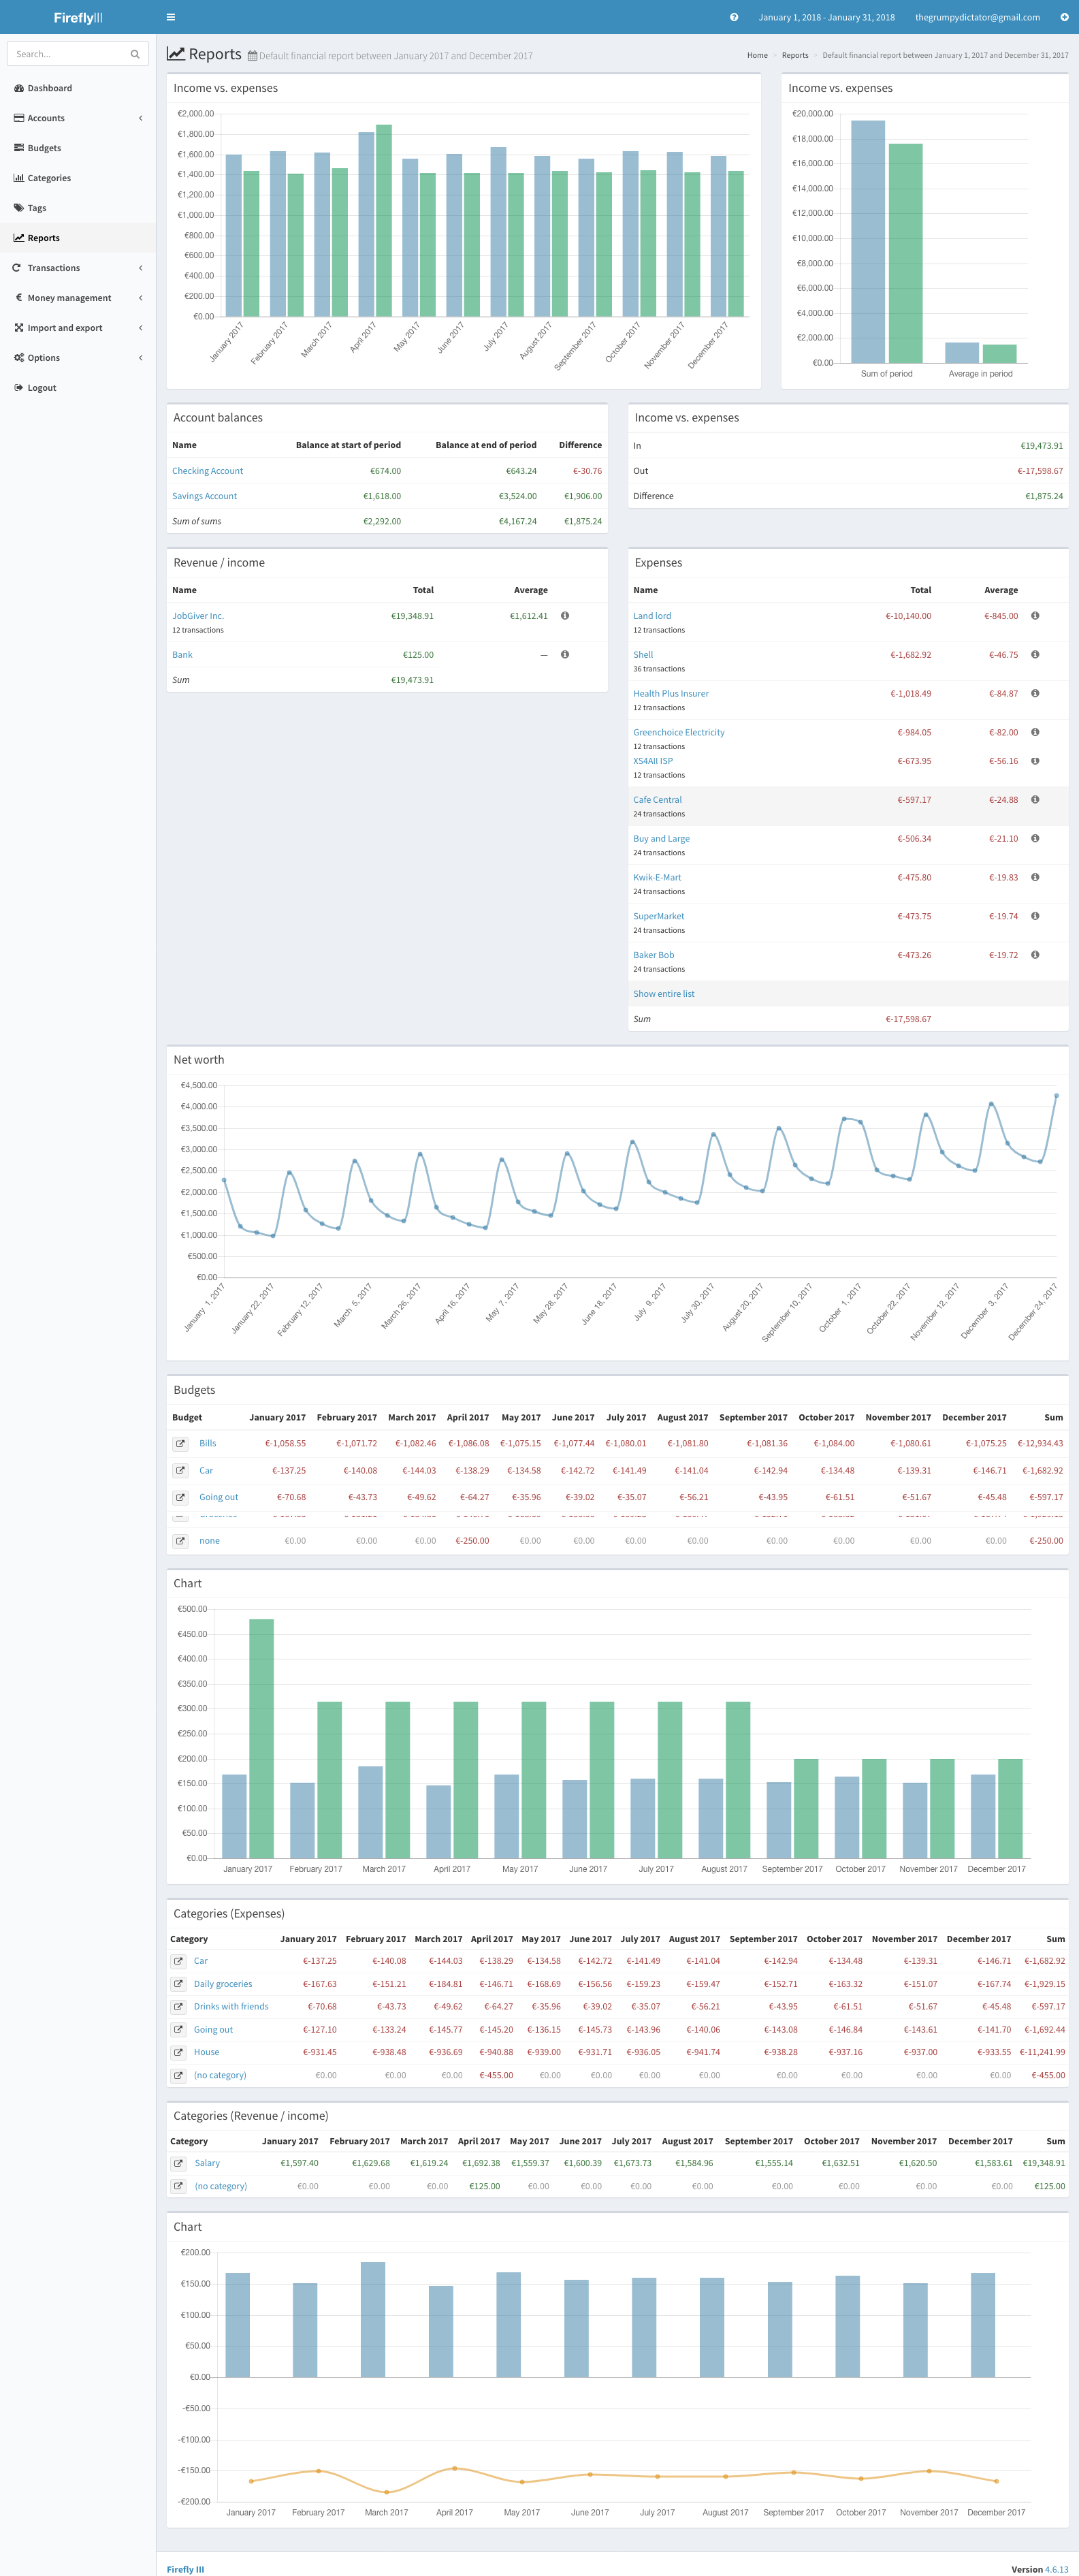 FireflyIII
January 1, 2018 - January 31, 2018 thegrumpydictator@gmail.com
Search...
Dashboard
Accounts
Budgets
Categories
Tags
Reports
Transactions
Money management
Import and export
Options
Logout
Reports Default financial report between January 2017 and December 2017
Home > Reports > Default financial report between January 1, 2017 and December 31, 2017
Income vs. expenses
€2,000.00
€1,800.00
€1,600.00
€1,400.00
€1,200.00
€1,000.00
€800.00
€600.00
€400.00
€200.00
€0.00
January 2017 February 2017 March 2017 April 2017 May 2017 June 2017 July 2017 August 2017 September 2017 October 2017 November 2017 December 2017
Income vs. expenses
€20,000.00
€18,000.00
€16,000.00
€14,000.00
€12,000.00
€10,000.00
€8,000.00
€6,000.00
€4,000.00
€2,000.00
€0.00
Sum of period Average in period
Account balances
Name Balance at start of period Balance at end of period Difference
Checking Account €674.00 €643.24 €-30.76
Savings Account €1,618.00 €3,524.00 €1,906.00
Sum of sums €2,292.00 €4,167.24 €1,875.24
Income vs. expenses
In €19,473.91
Out €-17,598.67
Difference €1,875.24
Revenue / income
Name Total Average
JobGiver Inc. €19,348.91 €1,612.41
12 transactions
Bank €125.00 —
Sum €19,473.91
Expenses
Name Total Average
Land lord €-10,140.00 €-845.00
12 transactions
Shell €-1,682.92 €-46.75
36 transactions
Health Plus Insurer €-1,018.49 €-84.87
12 transactions
Greenchoice Electricity €-984.05 €-82.00
12 transactions
XS4All ISP €-673.95 €-56.16
12 transactions
Cafe Central €-597.17 €-24.88
24 transactions
Buy and Large €-506.34 €-21.10
24 transactions
Kwik-E-Mart €-475.80 €-19.83
24 transactions
SuperMarket €-473.75 €-19.74
24 transactions
Baker Bob €-473.26 €-19.72
24 transactions
Show entire list
Sum €-17,598.67
Net worth
€4,500.00
€4,000.00
€3,500.00
€3,000.00
€2,500.00
€2,000.00
€1,500.00
€1,000.00
€500.00
€0.00
January 1, 2017 January 22, 2017 February 12, 2017 March 5, 2017 March 26, 2017 April 16, 2017 May 7, 2017 May 28, 2017 June 18, 2017 July 9, 2017 July 30, 2017 August 20, 2017 September 10, 2017 October 1, 2017 October 22, 2017 November 12, 2017 December 3, 2017 December 24, 2017
Budgets
Budget January 2017 February 2017 March 2017 April 2017 May 2017 June 2017 July 2017 August 2017 September 2017 October 2017 November 2017 December 2017 Sum
Bills €-1,058.55 €-1,071.72 €-1,082.46 €-1,086.08 €-1,075.15 €-1,077.44 €-1,080.01 €-1,081.80 €-1,081.36 €-1,084.00 €-1,080.61 €-1,075.25 €-12,934.43
Car €-137.25 €-140.08 €-144.03 €-138.29 €-134.58 €-142.72 €-141.49 €-141.04 €-142.94 €-134.48 €-139.31 €-146.71 €-1,682.92
Going out €-70.68 €-43.73 €-49.62 €-64.27 €-35.96 €-39.02 €-35.07 €-56.21 €-43.95 €-61.51 €-51.67 €-45.48 €-597.17
none €0.00 €0.00 €0.00 €-250.00 €0.00 €0.00 €0.00 €0.00 €0.00 €0.00 €0.00 €0.00 €-250.00
Chart
€500.00
€450.00
€400.00
€350.00
€300.00
€250.00
€200.00
€150.00
€100.00
€50.00
€0.00
January 2017 February 2017 March 2017 April 2017 May 2017 June 2017 July 2017 August 2017 September 2017 October 2017 November 2017 December 2017
Categories (Expenses)
Category January 2017 February 2017 March 2017 April 2017 May 2017 June 2017 July 2017 August 2017 September 2017 October 2017 November 2017 December 2017 Sum
Car €-137.25 €-140.08 €-144.03 €-138.29 €-134.58 €-142.72 €-141.49 €-141.04 €-142.94 €-134.48 €-139.31 €-146.71 €-1,682.92
Daily groceries €-167.63 €-151.21 €-184.81 €-146.71 €-168.69 €-156.56 €-159.23 €-159.47 €-152.71 €-163.32 €-151.07 €-167.74 €-1,929.15
Drinks with friends €-70.68 €-43.73 €-49.62 €-64.27 €-35.96 €-39.02 €-35.07 €-56.21 €-43.95 €-61.51 €-51.67 €-45.48 €-597.17
Going out €-127.10 €-133.24 €-145.77 €-145.20 €-136.15 €-145.73 €-143.96 €-140.06 €-143.08 €-146.84 €-143.61 €-141.70 €-1,692.44
House €-931.45 €-938.48 €-936.69 €-940.88 €-939.00 €-931.71 €-936.05 €-941.74 €-938.28 €-937.16 €-937.00 €-933.55 €-11,241.99
(no category) €0.00 €0.00 €0.00 €-455.00 €0.00 €0.00 €0.00 €0.00 €0.00 €0.00 €0.00 €0.00 €-455.00
Categories (Revenue / income)
Category January 2017 February 2017 March 2017 April 2017 May 2017 June 2017 July 2017 August 2017 September 2017 October 2017 November 2017 December 2017 Sum
Salary €1,597.40 €1,629.68 €1,619.24 €1,692.38 €1,559.37 €1,600.39 €1,673.73 €1,584.96 €1,555.14 €1,632.51 €1,620.50 €1,583.61 €19,348.91
(no category) €0.00 €0.00 €0.00 €125.00 €0.00 €0.00 €0.00 €0.00 €0.00 €0.00 €0.00 €0.00 €125.00
Chart
€200.00
€150.00
€100.00
€50.00
€0.00
-€50.00
-€100.00
-€150.00
-€200.00
January 2017 February 2017 March 2017 April 2017 May 2017 June 2017 July 2017 August 2017 September 2017 October 2017 November 2017 December 2017
Firefly III Version 4.6.13